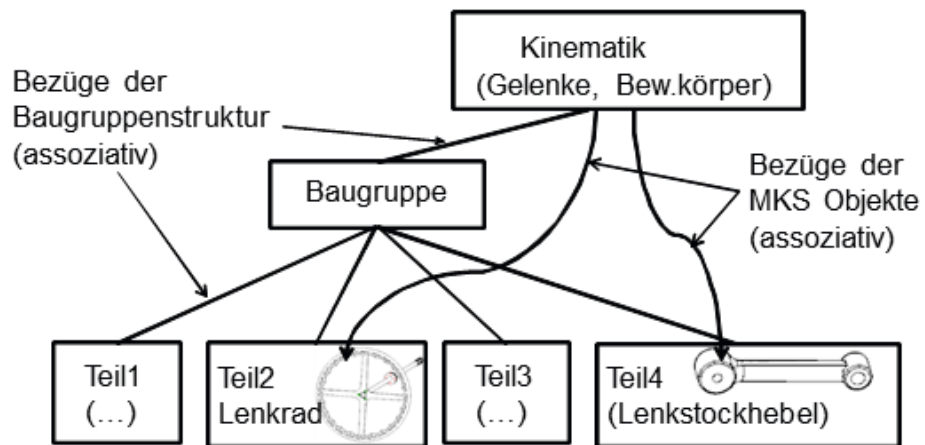 Kinematik
(Gelenke, Bew.körper)
Bezüge der
Baugruppenstruktur
(assoziativ)
Bezüge der
MKS Objekte
(assoziativ)
Baugruppe
Teil1
(...)
Teil2
Lenkrad
Teil3
(...)
Teil4
(Lenkstockhebel)